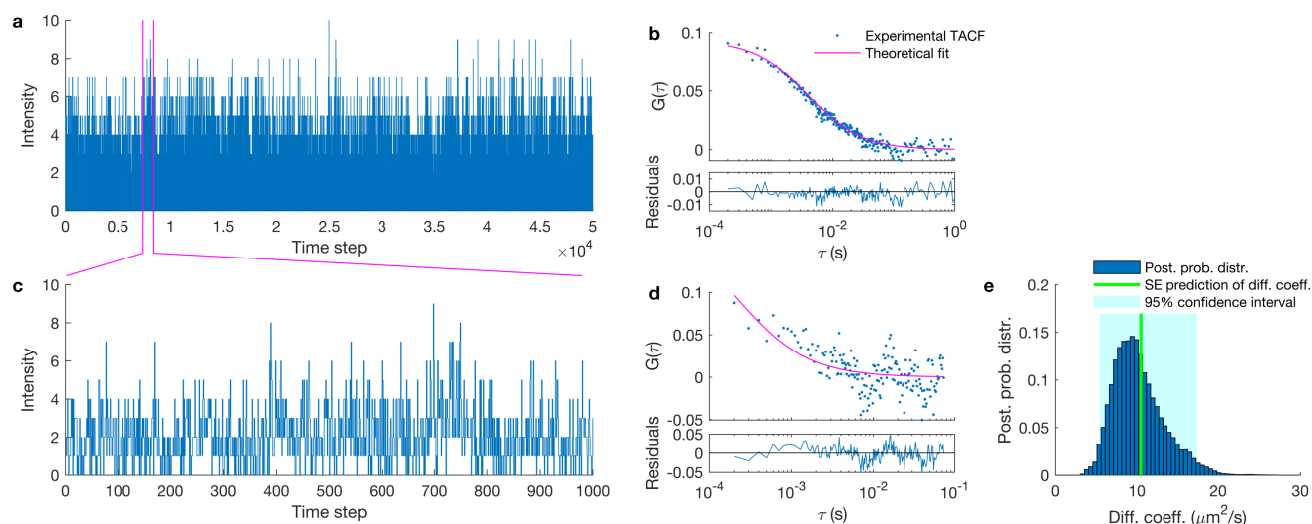 a
10
8
6
4
2
0
Intensity
0 0.5 1 1.5 2 2.5 3 3.5 4 4.5 5
Time step
×10⁴
b
0.1
0.05
0
G(τ)
Experimental TACF
Theoretical fit
0.01
0
-0.01
Residuals
10⁻⁴ 10⁻² 10⁰
τ (s)
c
10
8
6
4
2
0
Intensity
0 100 200 300 400 500 600 700 800 900 1000
Time step
d
0.1
0.05
0
-0.05
G(τ)
0.05
0
-0.05
Residuals
10⁻⁴ 10⁻³ 10⁻² 10⁻¹
τ (s)
e
Post. prob. distr.
SE prediction of diff. coeff.
95% confidence interval
0.2
0.15
0.1
0.05
0
Post. prob. distr.
0 10 20 30
Diff. coeff. (μm²/s)